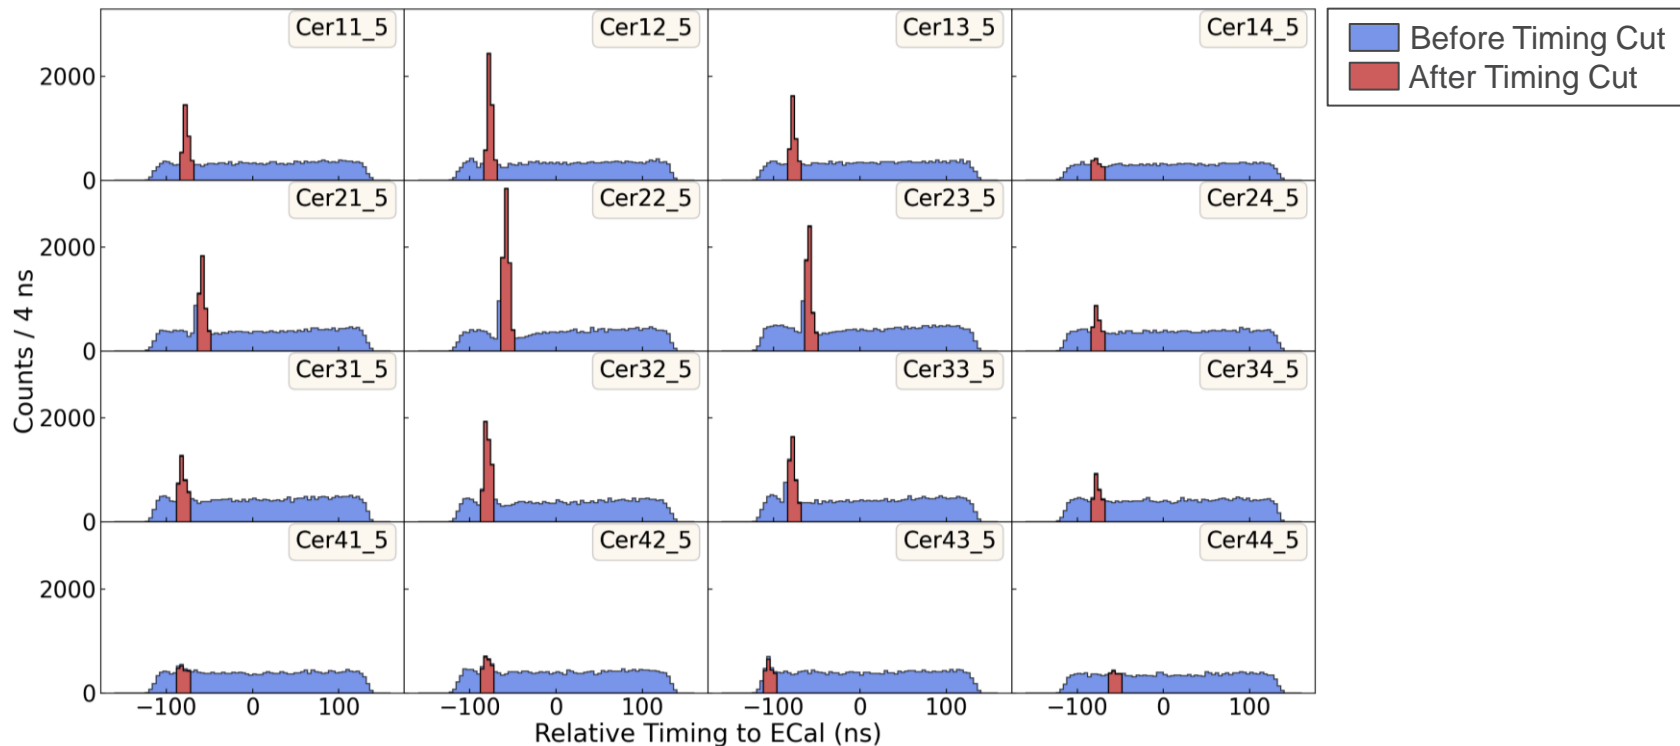 Cer11_5 Cer12_5 Cer13_5 Cer14_5
Before Timing Cut
After Timing Cut
2000
0
Cer21_5 Cer22_5 Cer23_5 Cer24_5
2000
0
Counts / 4 ns
Cer31_5 Cer32_5 Cer33_5 Cer34_5
2000
0
Cer41_5 Cer42_5 Cer43_5 Cer44_5
2000
0
−100 0 100 −100 0 100 −100 0 100 −100 0 100
Relative Timing to ECal (ns)